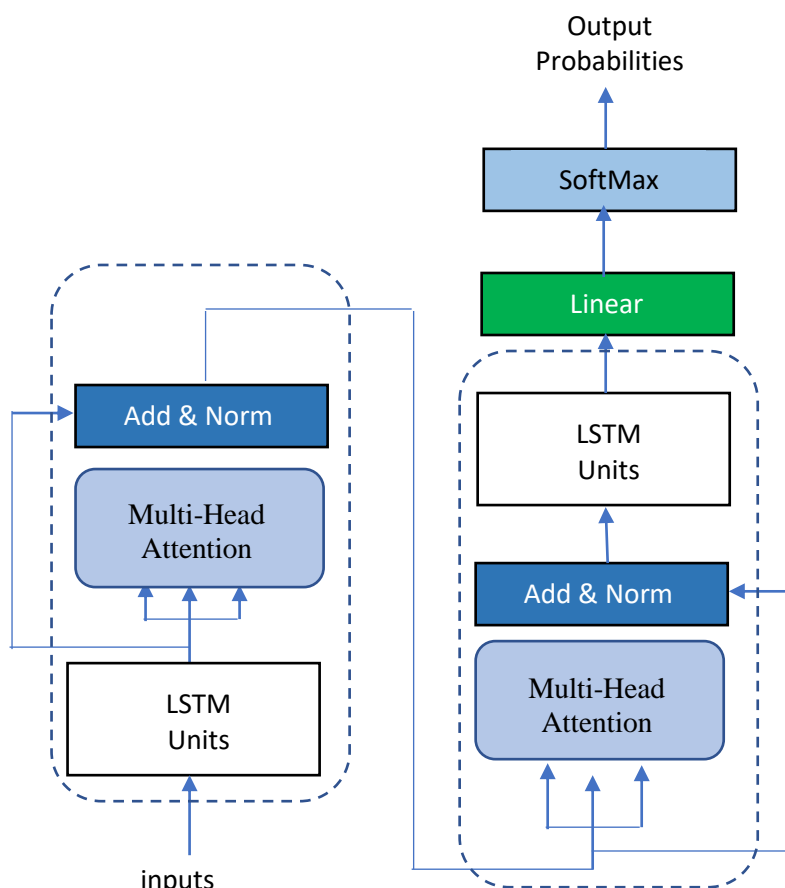 Output
Probabilities
SoftMax
Linear
LSTM
Units
Add & Norm
Multi-Head
Attention
Add & Norm
Multi-Head
Attention
LSTM
Units
inputs